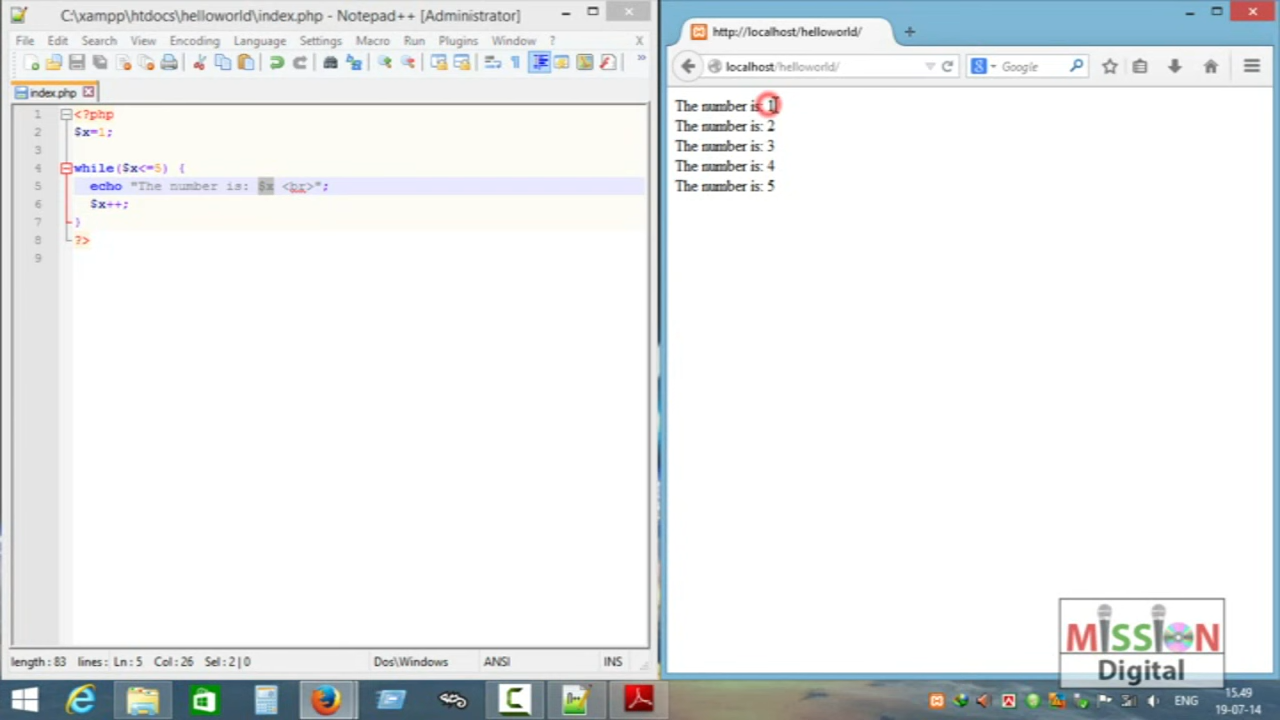 C:\xampp\htdocs\helloworld\index.php - Notepad++ [Administrator]
File Edit Search View Encoding Language Settings Macro Run Plugins Window ? X
index.php
1 <?php
2 $x=1;
3
4 while($x<=5) {
5 echo "The number is: $x <br>";
6 $x++;
7 }
8 ?>
9
length : 83 lines : Ln : 5 Col : 26 Sel : 2 | 0 Dos\Windows ANSI INS
http://localhost/helloworld/
localhost/helloworld/ Google
The number is: 1
The number is: 2
The number is: 3
The number is: 4
The number is: 5
MISSION
Digital
ENG
15.49
19-07-14